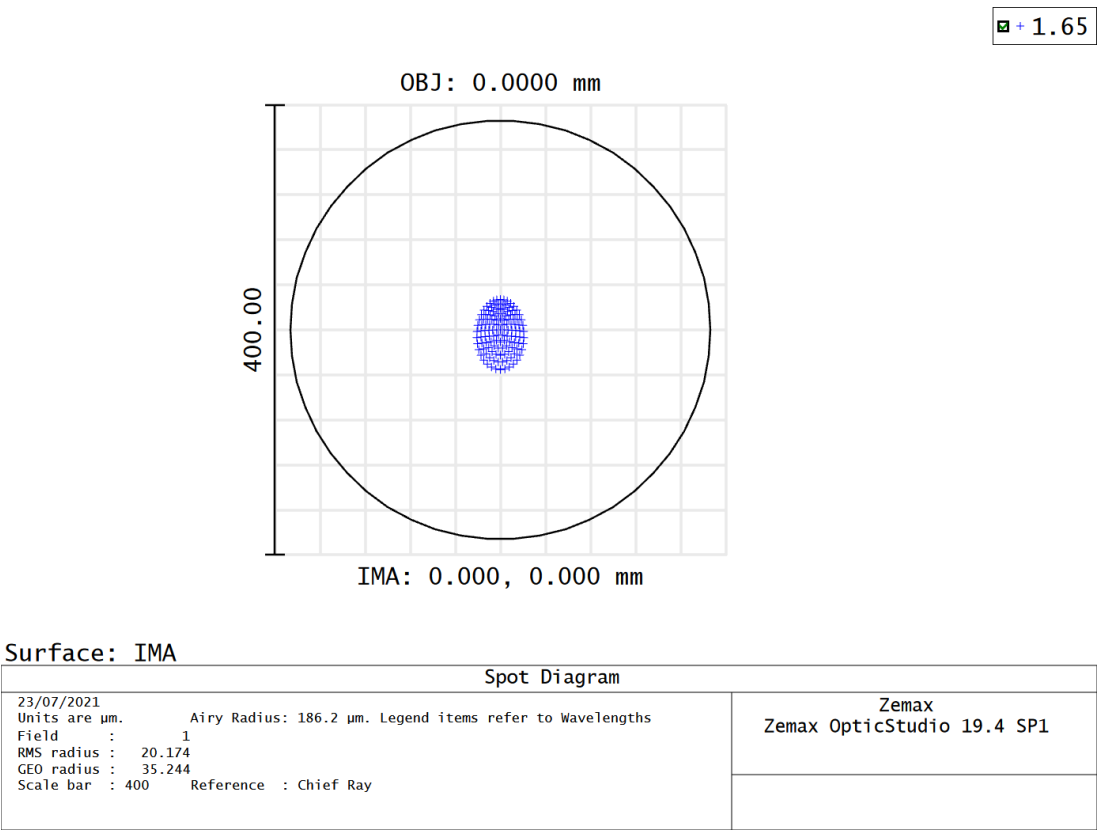 + 1.65
OBJ: 0.0000 mm
400.00
IMA: 0.000, 0.000 mm
Surface: IMA
Spot Diagram
23/07/2021
Units are µm. Airy Radius: 186.2 µm. Legend items refer to Wavelengths
Field : 1
RMS radius : 20.174
GEO radius : 35.244
Scale bar : 400 Reference : Chief Ray
Zemax
Zemax OpticStudio 19.4 SP1